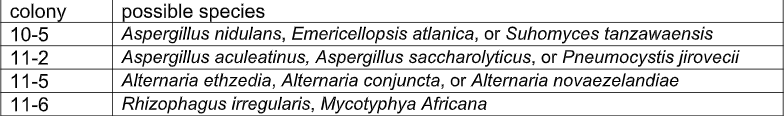 colony possible species
10-5 Aspergillus nidulans, Emericellopsis atlanica, or Suhomyces tanzawaensis
11-2 Aspergillus aculeatinus, Aspergillus saccharolyticus, or Pneumocystis jirovecii
11-5 Alternaria ethzedia, Alternaria conjuncta, or Alternaria novaezelandiae
11-6 Rhizophagus irregularis, Mycotyphya Africana